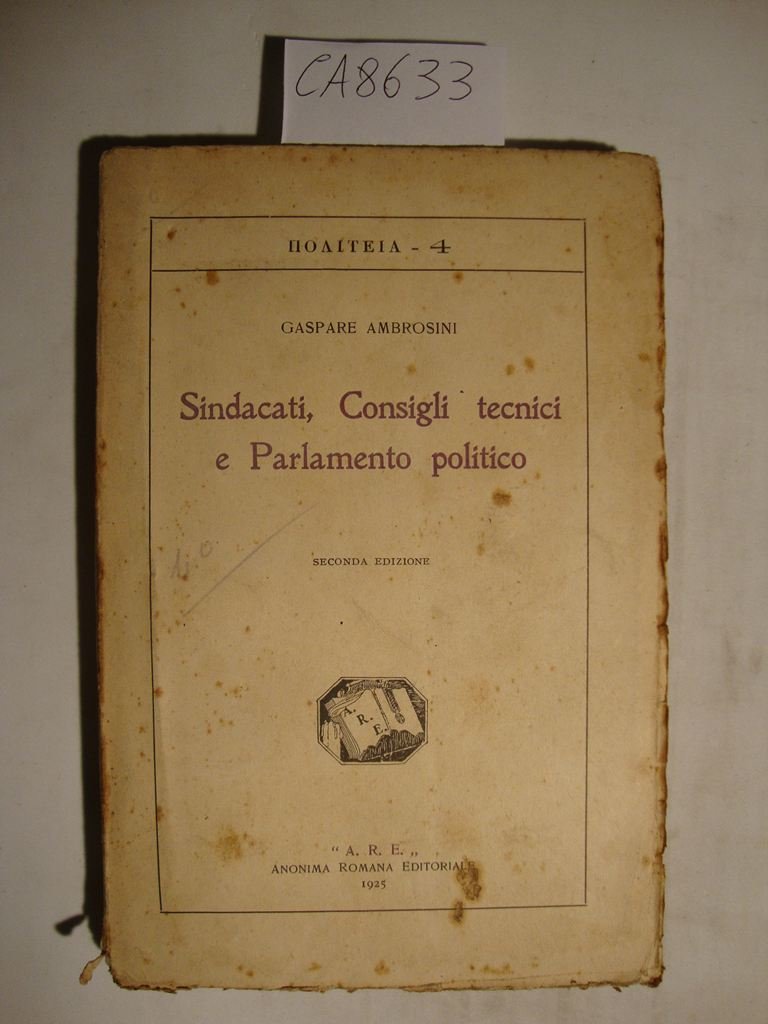 CA8633
ΠΟΛΙΤΕΙΑ - 4
GASPARE AMBROSINI
Sindacati, Consigli tecnici
e Parlamento politico
SECONDA EDIZIONE
A.
R.
E.
“ A. R. E. „
ANONIMA ROMANA EDITORIALE
1925